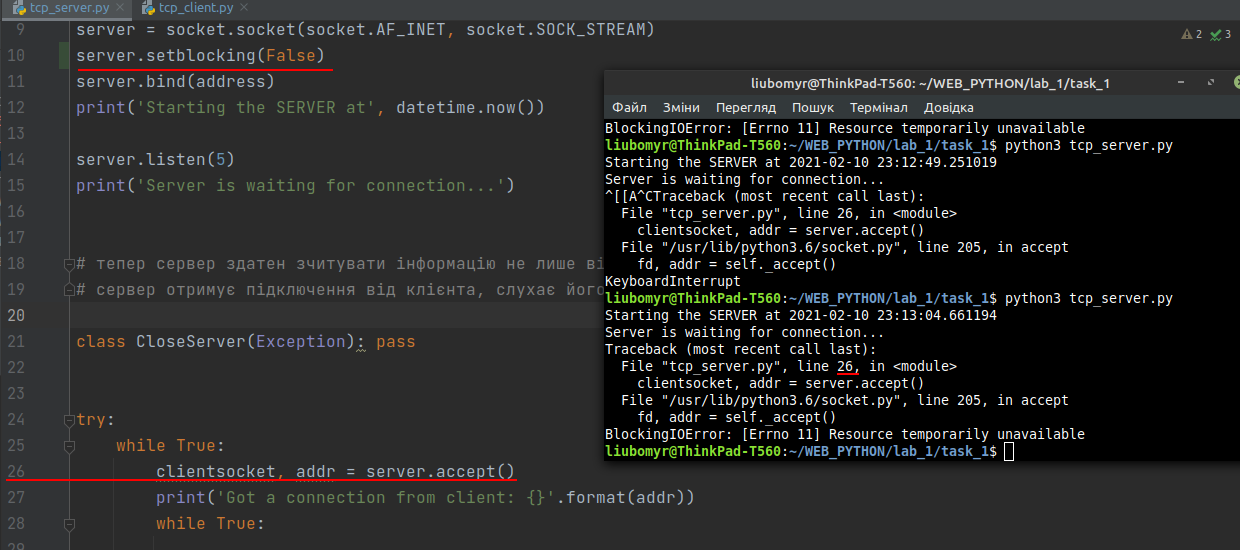 tcp_server.py tcp_client.py
9 server = socket.socket(socket.AF_INET, socket.SOCK_STREAM)
2 3
10 server.setblocking(False)
11 server.bind(address)
12 print('Starting the SERVER at', datetime.now())
13
14 server.listen(5)
15 print('Server is waiting for connection...')
16
17
18 # тепер сервер здатен зчитувати інформацію не лише ві
19 # сервер отримує підключення від клієнта, слухає його
20
21 class CloseServer(Exception): pass
22
23
24 try:
25 while True:
26 clientsocket, addr = server.accept()
27 print('Got a connection from client: {}'.format(addr))
28 while True:
liubomyr@ThinkPad-T560: ~/WEB_PYTHON/lab_1/task_1
Файл Зміни Перегляд Пошук Термінал Довідка
BlockingIOError: [Errno 11] Resource temporarily unavailable
liubomyr@ThinkPad-T560:~/WEB_PYTHON/lab_1/task_1$ python3 tcp_server.py
Starting the SERVER at 2021-02-10 23:12:49.251019
Server is waiting for connection...
^[[A^CTraceback (most recent call last):
File "tcp_server.py", line 26, in <module>
clientsocket, addr = server.accept()
File "/usr/lib/python3.6/socket.py", line 205, in accept
fd, addr = self._accept()
KeyboardInterrupt
liubomyr@ThinkPad-T560:~/WEB_PYTHON/lab_1/task_1$ python3 tcp_server.py
Starting the SERVER at 2021-02-10 23:13:04.661194
Server is waiting for connection...
Traceback (most recent call last):
File "tcp_server.py", line 26, in <module>
clientsocket, addr = server.accept()
File "/usr/lib/python3.6/socket.py", line 205, in accept
fd, addr = self._accept()
BlockingIOError: [Errno 11] Resource temporarily unavailable
liubomyr@ThinkPad-T560:~/WEB_PYTHON/lab_1/task_1$